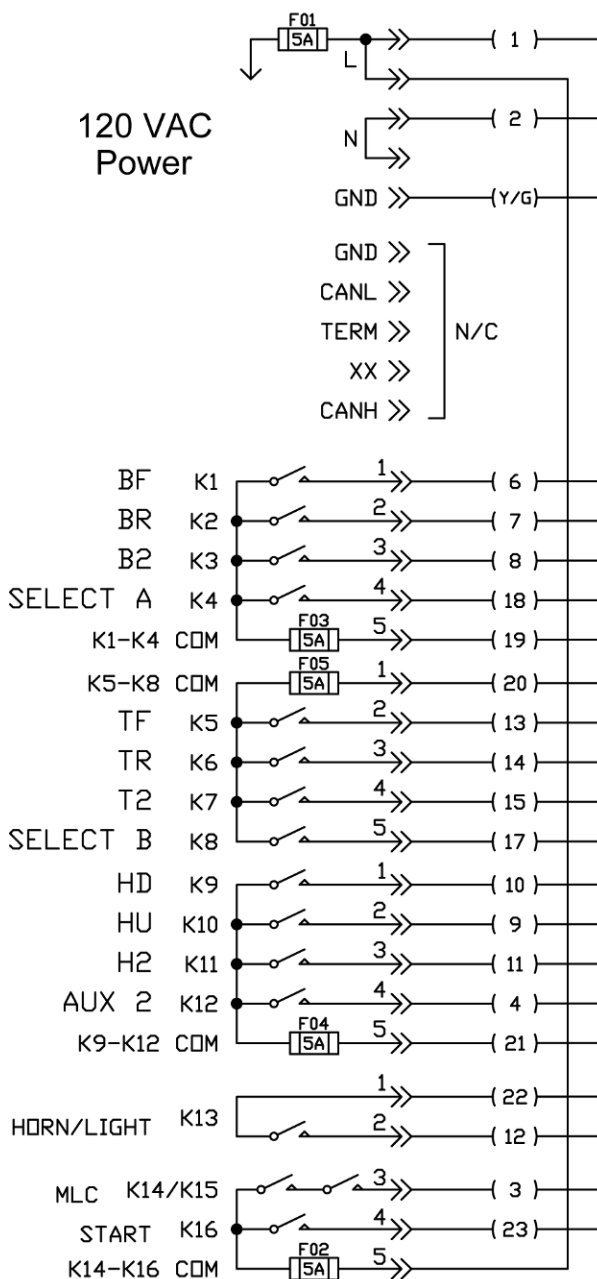 F01
5A
L
( 1 )
120 VAC
Power
N
( 2 )
GND
(Y/G)
GND
CANL
TERM
N/C
XX
CANH
BF K1 1 ( 6 )
BR K2 2 ( 7 )
B2 K3 3 ( 8 )
SELECT A K4 4 ( 18 )
F03
K1-K4 COM 5A 5 ( 19 )
F05
K5-K8 COM 5A 1 ( 20 )
TF K5 2 ( 13 )
TR K6 3 ( 14 )
T2 K7 4 ( 15 )
SELECT B K8 5 ( 17 )
HD K9 1 ( 10 )
HU K10 2 ( 9 )
H2 K11 3 ( 11 )
AUX 2 K12 4 ( 4 )
F04
K9-K12 COM 5A 5 ( 21 )
1 ( 22 )
HORN/LIGHT K13 2 ( 12 )
MLC K14/K15 3 ( 3 )
START K16 4 ( 23 )
F02
K14-K16 COM 5A 5